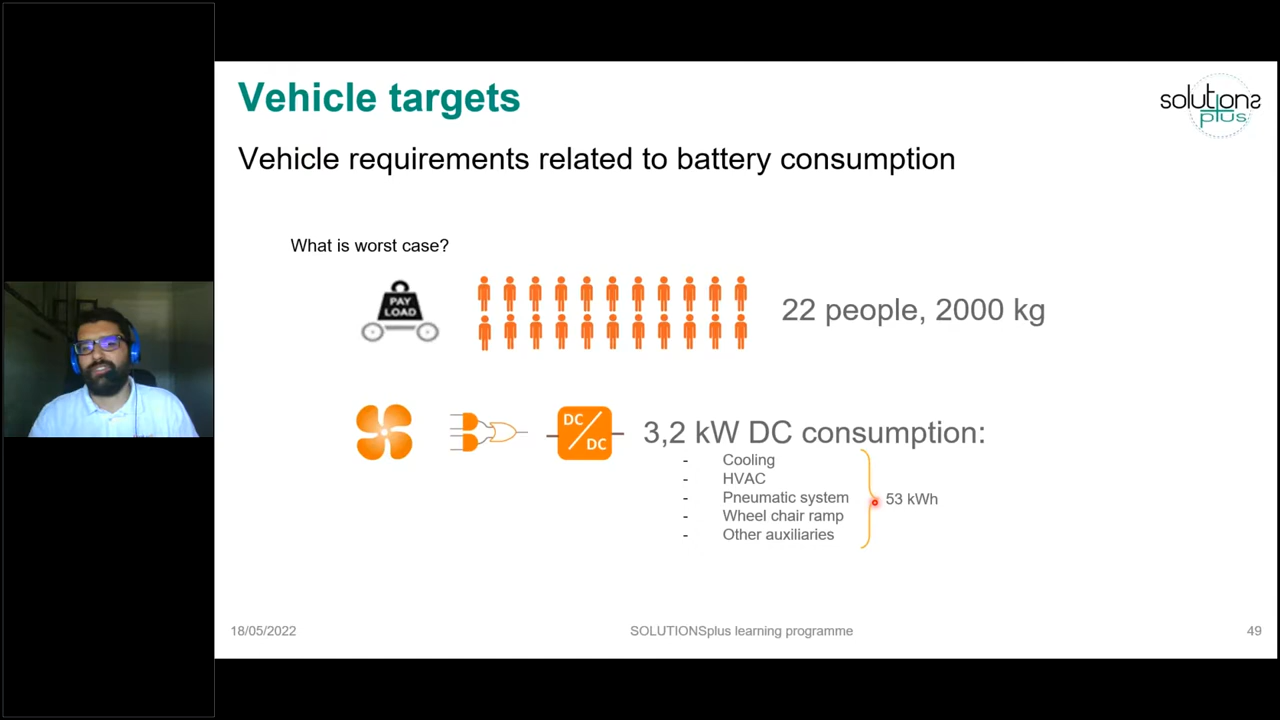 Vehicle targets
solutions
plus
Vehicle requirements related to battery consumption
What is worst case?
PAY
LOAD
22 people, 2000 kg
DC
DC
3,2 kW DC consumption:
- Cooling
- HVAC
- Pneumatic system
- Wheel chair ramp
- Other auxiliaries
53 kWh
18/05/2022
SOLUTIONSplus learning programme
49